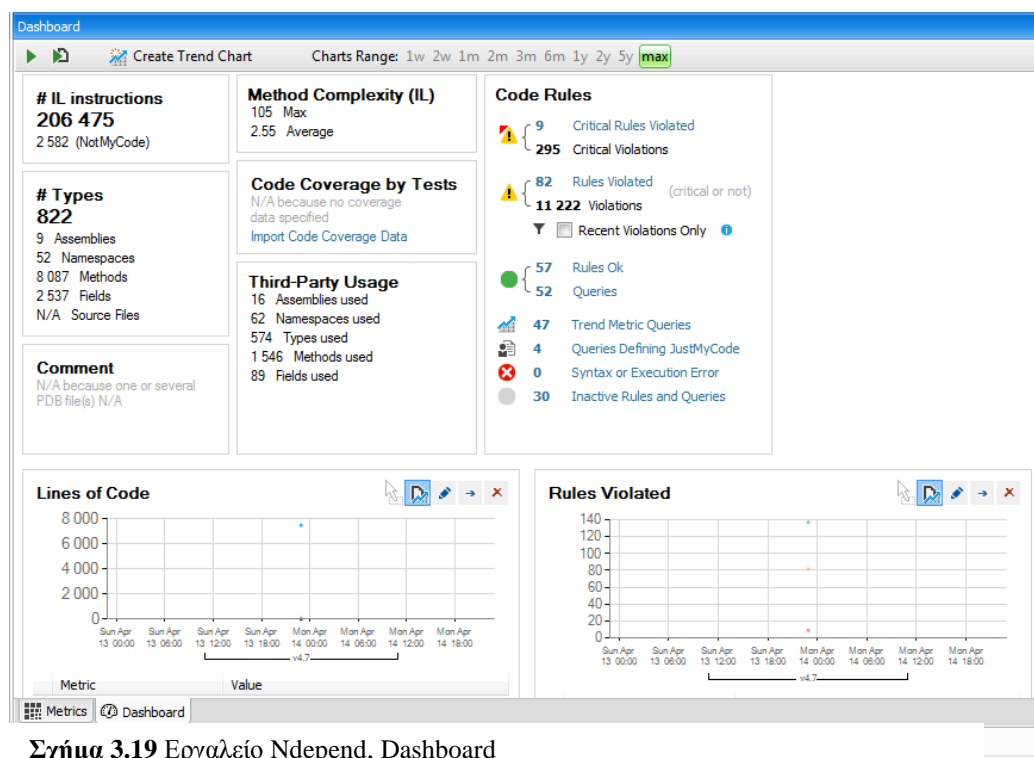 Dashboard
Create Trend Chart
Charts Range: 1w 2w 1m 2m 3m 6m 1y 2y 5y max
# IL instructions
206 475
2 582 (NotMyCode)
# Types
822
9 Assemblies
52 Namespaces
8 087 Methods
2 537 Fields
N/A Source Files
Comment
N/A because one or several
PDB file(s) N/A
Method Complexity (IL)
105 Max
2.55 Average
Code Coverage by Tests
N/A because no coverage
data specified
Import Code Coverage Data
Third-Party Usage
16 Assemblies used
62 Namespaces used
574 Types used
1 546 Methods used
89 Fields used
Code Rules
9 Critical Rules Violated
295 Critical Violations
82 Rules Violated (critical or not)
11 222 Violations
Recent Violations Only
57 Rules Ok
52 Queries
47 Trend Metric Queries
4 Queries Defining JustMyCode
0 Syntax or Execution Error
30 Inactive Rules and Queries
Lines of Code
8 000
6 000
4 000
2 000
0
Sun Apr Sun Apr Sun Apr Sun Apr Mon Apr Mon Apr Mon Apr Mon Apr
13 00:00 13 06:00 13 12:00 13 18:00 14 00:00 14 06:00 14 12:00 14 18:00
v4.7
Metric Value
Rules Violated
140
120
100
80
60
40
20
0
Sun Apr Sun Apr Sun Apr Sun Apr Mon Apr Mon Apr Mon Apr Mon Apr
13 00:00 13 06:00 13 12:00 13 18:00 14 00:00 14 06:00 14 12:00 14 18:00
v4.7
Metrics Dashboard
Σχήμα 3.19 Εργαλείο Ndepend, Dashboard